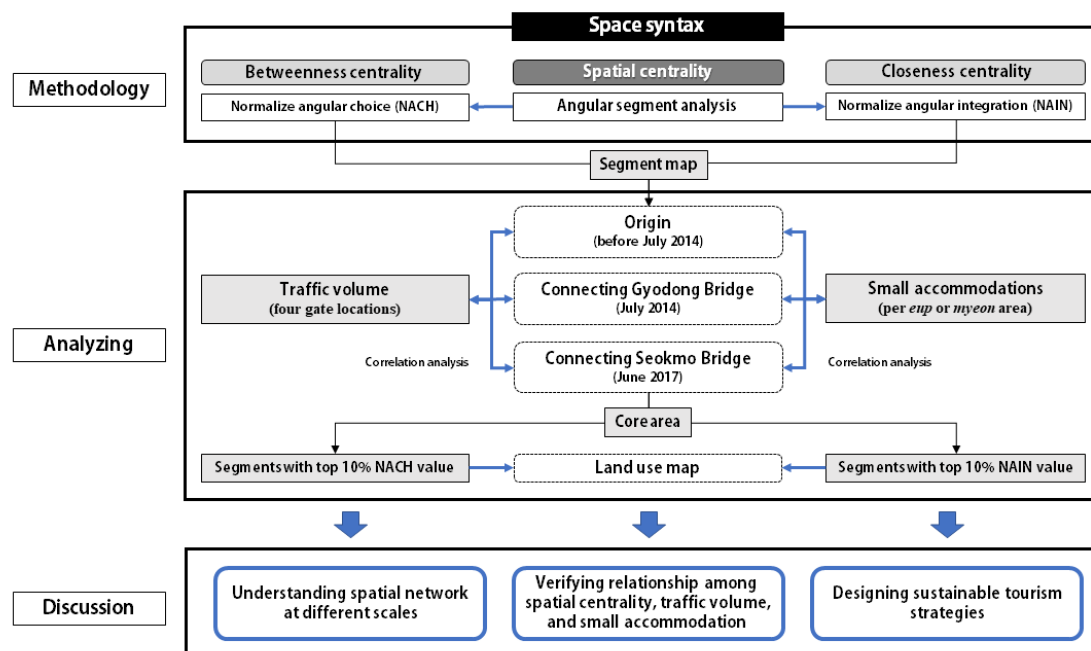 Space syntax
Methodology
Betweenness centrality
Spatial centrality
Closeness centrality
Normalize angular choice (NACH)
Angular segment analysis
Normalize angular integration (NAIN)
Segment map
Analyzing
Origin
(before July 2014)
Traffic volume
(four gate locations)
Connecting Gyodong Bridge
(July 2014)
Small accommodations
(per eup or myeon area)
Correlation analysis
Connecting Seokmo Bridge
(June 2017)
Correlation analysis
Core area
Segments with top 10% NACH value
Land use map
Segments with top 10% NAIN value
Discussion
Understanding spatial network
at different scales
Verifying relationship among
spatial centrality, traffic volume,
and small accommodation
Designing sustainable tourism
strategies